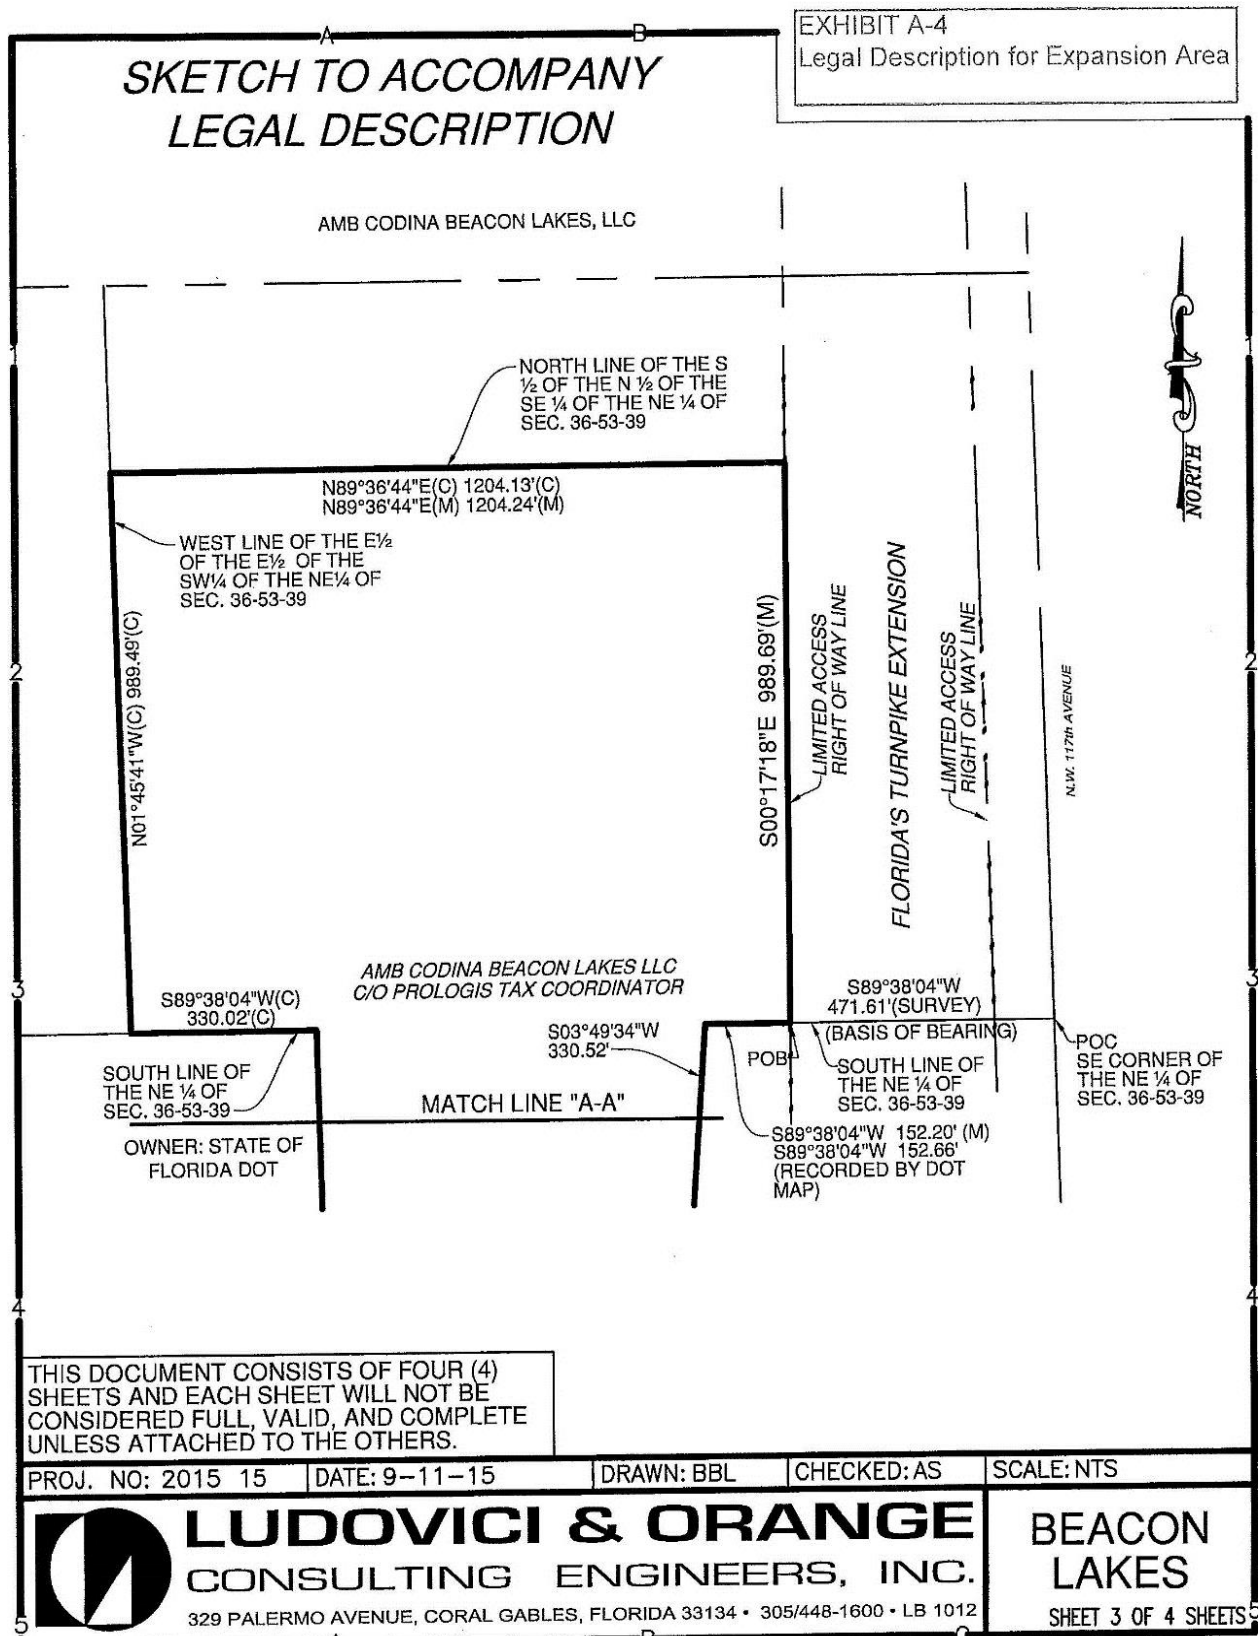 A
B
EXHIBIT A-4
Legal Description for Expansion Area
SKETCH TO ACCOMPANY
LEGAL DESCRIPTION
AMB CODINA BEACON LAKES, LLC
1
1
NORTH LINE OF THE S
½ OF THE N ½ OF THE
SE ¼ OF THE NE ¼ OF
SEC. 36-53-39
NORTH
N89°36'44"E(C) 1204.13'(C)
N89°36'44"E(M) 1204.24'(M)
WEST LINE OF THE E½
OF THE E½ OF THE
SW¼ OF THE NE¼ OF
SEC. 36-53-39
N01°45'41"W(C) 989.49'(C)
S00°17'18"E 989.69'(M)
LIMITED ACCESS
RIGHT OF WAY LINE
FLORIDA'S TURNPIKE EXTENSION
LIMITED ACCESS
RIGHT OF WAY LINE
N.W. 117th AVENUE
2
2
3
3
AMB CODINA BEACON LAKES LLC
C/O PROLOGIS TAX COORDINATOR
S89°38'04"W(C)
330.02'(C)
S89°38'04"W
471.61'(SURVEY)
(BASIS OF BEARING)
S03°49'34"W
330.52'
POB
POC
SE CORNER OF
THE NE ¼ OF
SEC. 36-53-39
SOUTH LINE OF
THE NE ¼ OF
SEC. 36-53-39
SOUTH LINE OF
THE NE ¼ OF
SEC. 36-53-39
MATCH LINE "A-A"
S89°38'04"W 152.20' (M)
S89°38'04"W 152.66'
(RECORDED BY DOT
MAP)
OWNER: STATE OF
FLORIDA DOT
4
4
THIS DOCUMENT CONSISTS OF FOUR (4)
SHEETS AND EACH SHEET WILL NOT BE
CONSIDERED FULL, VALID, AND COMPLETE
UNLESS ATTACHED TO THE OTHERS.
PROJ. NO: 2015 15
DATE: 9-11-15
DRAWN: BBL
CHECKED: AS
SCALE: NTS
LUDOVICI & ORANGE
CONSULTING ENGINEERS, INC.
329 PALERMO AVENUE, CORAL GABLES, FLORIDA 33134 • 305/448-1600 • LB 1012
BEACON
LAKES
SHEET 3 OF 4 SHEETS
5
5